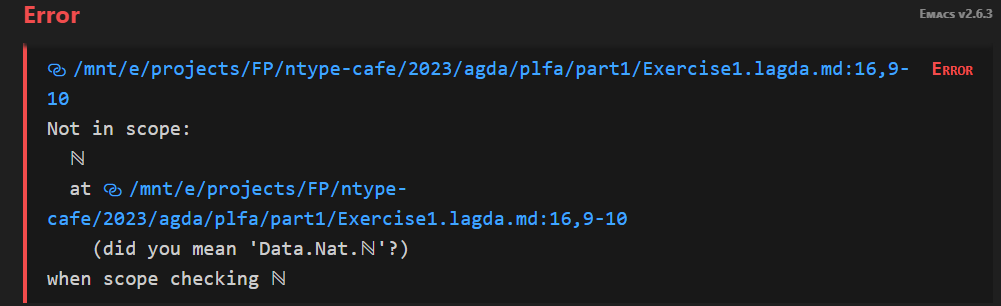 Error
EMACS V2.6.3
/mnt/e/projects/FP/ntype-cafe/2023/agda/plfa/part1/Exercise1.lagda.md:16,9-
ERROR
10
Not in scope:
ℕ
at /mnt/e/projects/FP/ntype-
cafe/2023/agda/plfa/part1/Exercise1.lagda.md:16,9-10
(did you mean 'Data.Nat.ℕ'?)
when scope checking ℕ